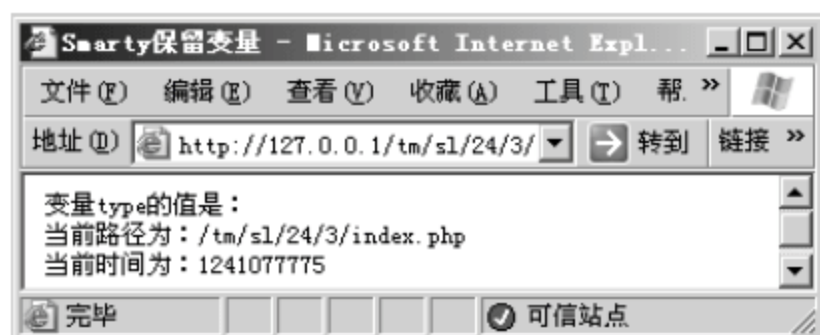 Smarty保留变量 - Microsoft Internet Expl...
文件(F) 编辑(E) 查看(V) 收藏(A) 工具(T) 帮. »
地址(D) http://127.0.0.1/tm/sl/24/3/ 转到 链接 »
变量type的值是：
当前路径为：/tm/sl/24/3/index.php
当前时间为：1241077775
完毕 可信站点